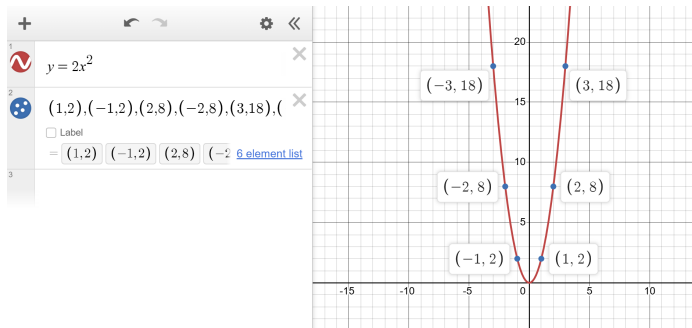 1
y = 2x²
2
(1,2),(−1,2),(2,8),(−2,8),(3,18),(
Label
= (1,2) (−1,2) (2,8) (−2
6 element list
3
20
(−3, 18) (3, 18)
15
10
(−2, 8) (2, 8)
5
(−1, 2) (1, 2)
-15 -10 -5 0 5 10